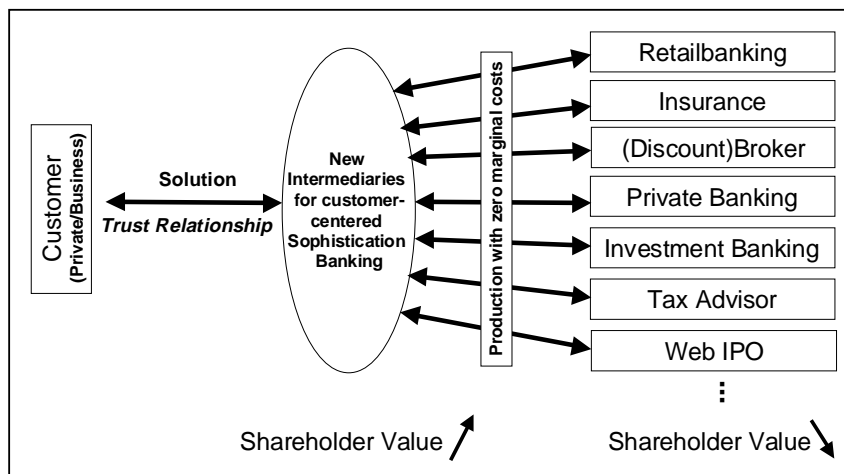 Customer
(Private/Business)
Solution
Trust Relationship
New
Intermediaries
for customer-
centered
Sophistication
Banking
Production with zero marginal costs
Retailbanking
Insurance
(Discount)Broker
Private Banking
Investment Banking
Tax Advisor
Web IPO
...
Shareholder Value
Shareholder Value